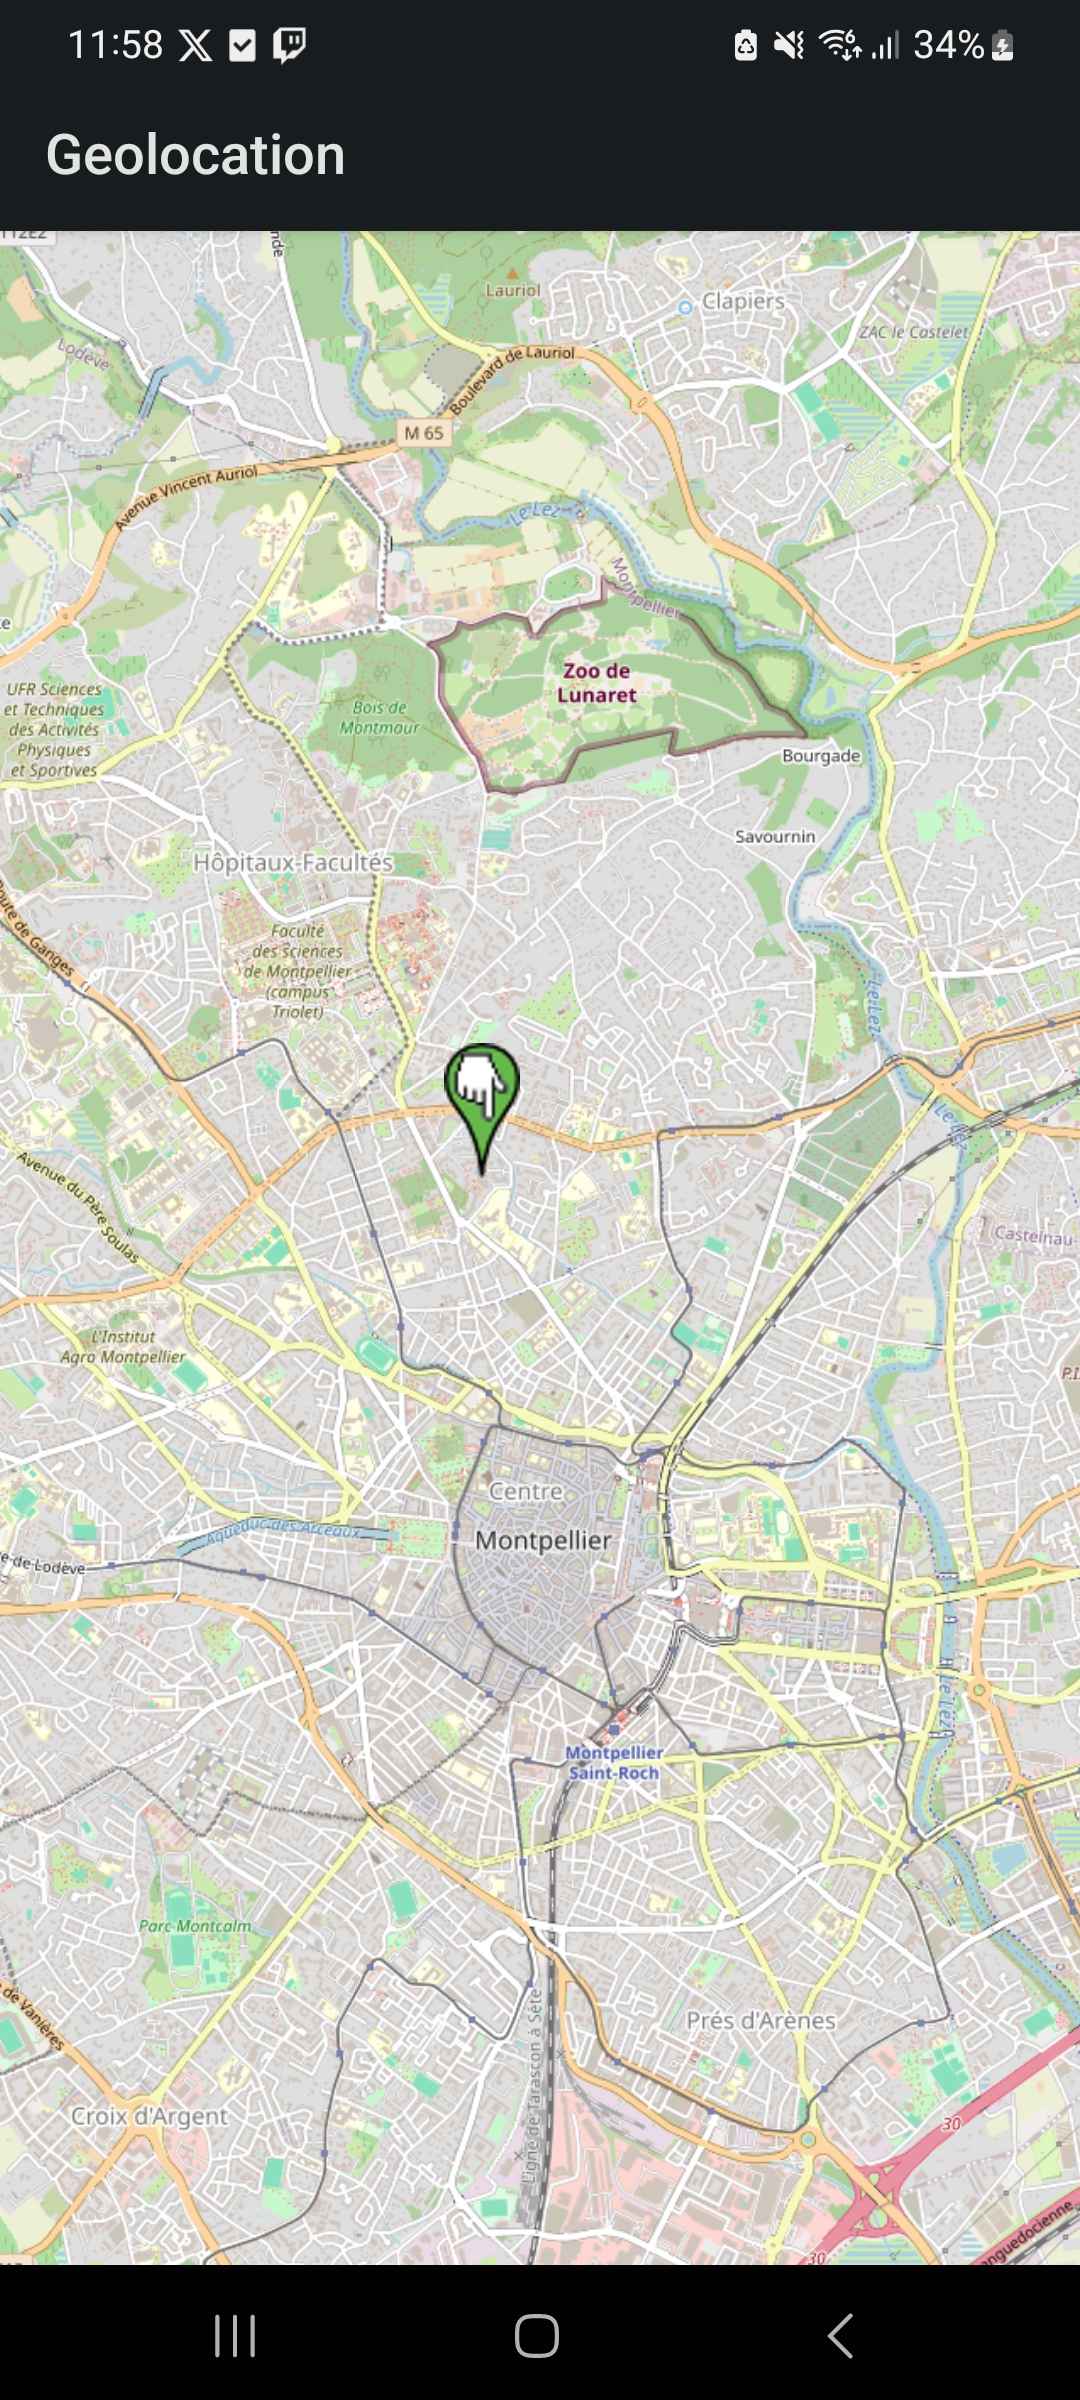 11:58
34%
Geolocation
Lauriol
Clapiers
ZAC le Castelet
Lodève
Boulevard de Lauriol
M 65
Avenue Vincent Auriol
Le Lez
Montpellier
Zoo de
Lunaret
UFR Sciences
et Techniques
des Activités
Physiques
et Sportives
Bois de
Montmaur
Bourgade
Savournin
Hôpitaux-Facultés
Route de Ganges
Faculté
des sciences
de Montpellier
(campus
Triolet)
Le Lez
Le Lez
Avenue du Père Soulas
Castelnau-
L'Institut
Agro Montpellier
Centre
Aqueduc des Arceaux
Montpellier
e de Lodève
Le Lez
Montpellier
Saint-Roch
Parc Montcalm
de Vanières
Prés d'Arènes
Ligne de Tarascon à Sète
Croix d'Argent
30
30
anguedocienne